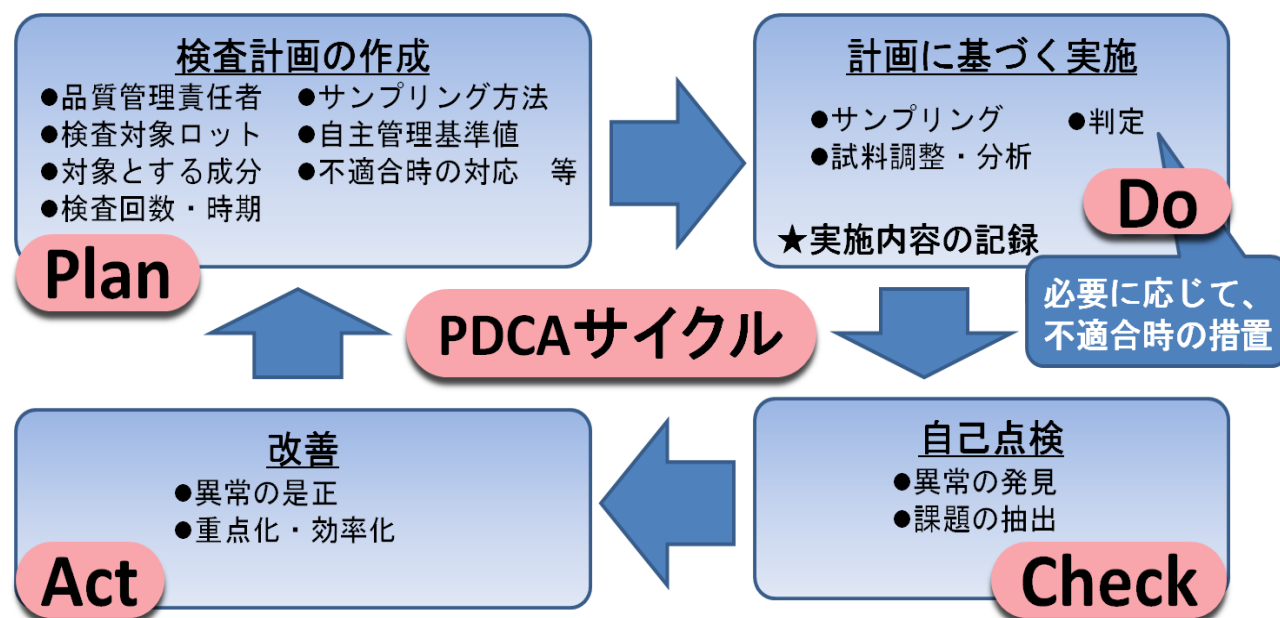 検査計画の作成
●品質管理責任者 ●サンプリング方法
●検査対象ロット ●自主管理基準値
●対象とする成分 ●不適合時の対応 等
●検査回数・時期
Plan
計画に基づく実施
●サンプリング ●判定
●試料調整・分析
Do
★実施内容の記録
必要に応じて、
不適合時の措置
PDCAサイクル
自己点検
●異常の発見
●課題の抽出
Check
改善
●異常の是正
●重点化・効率化
Act